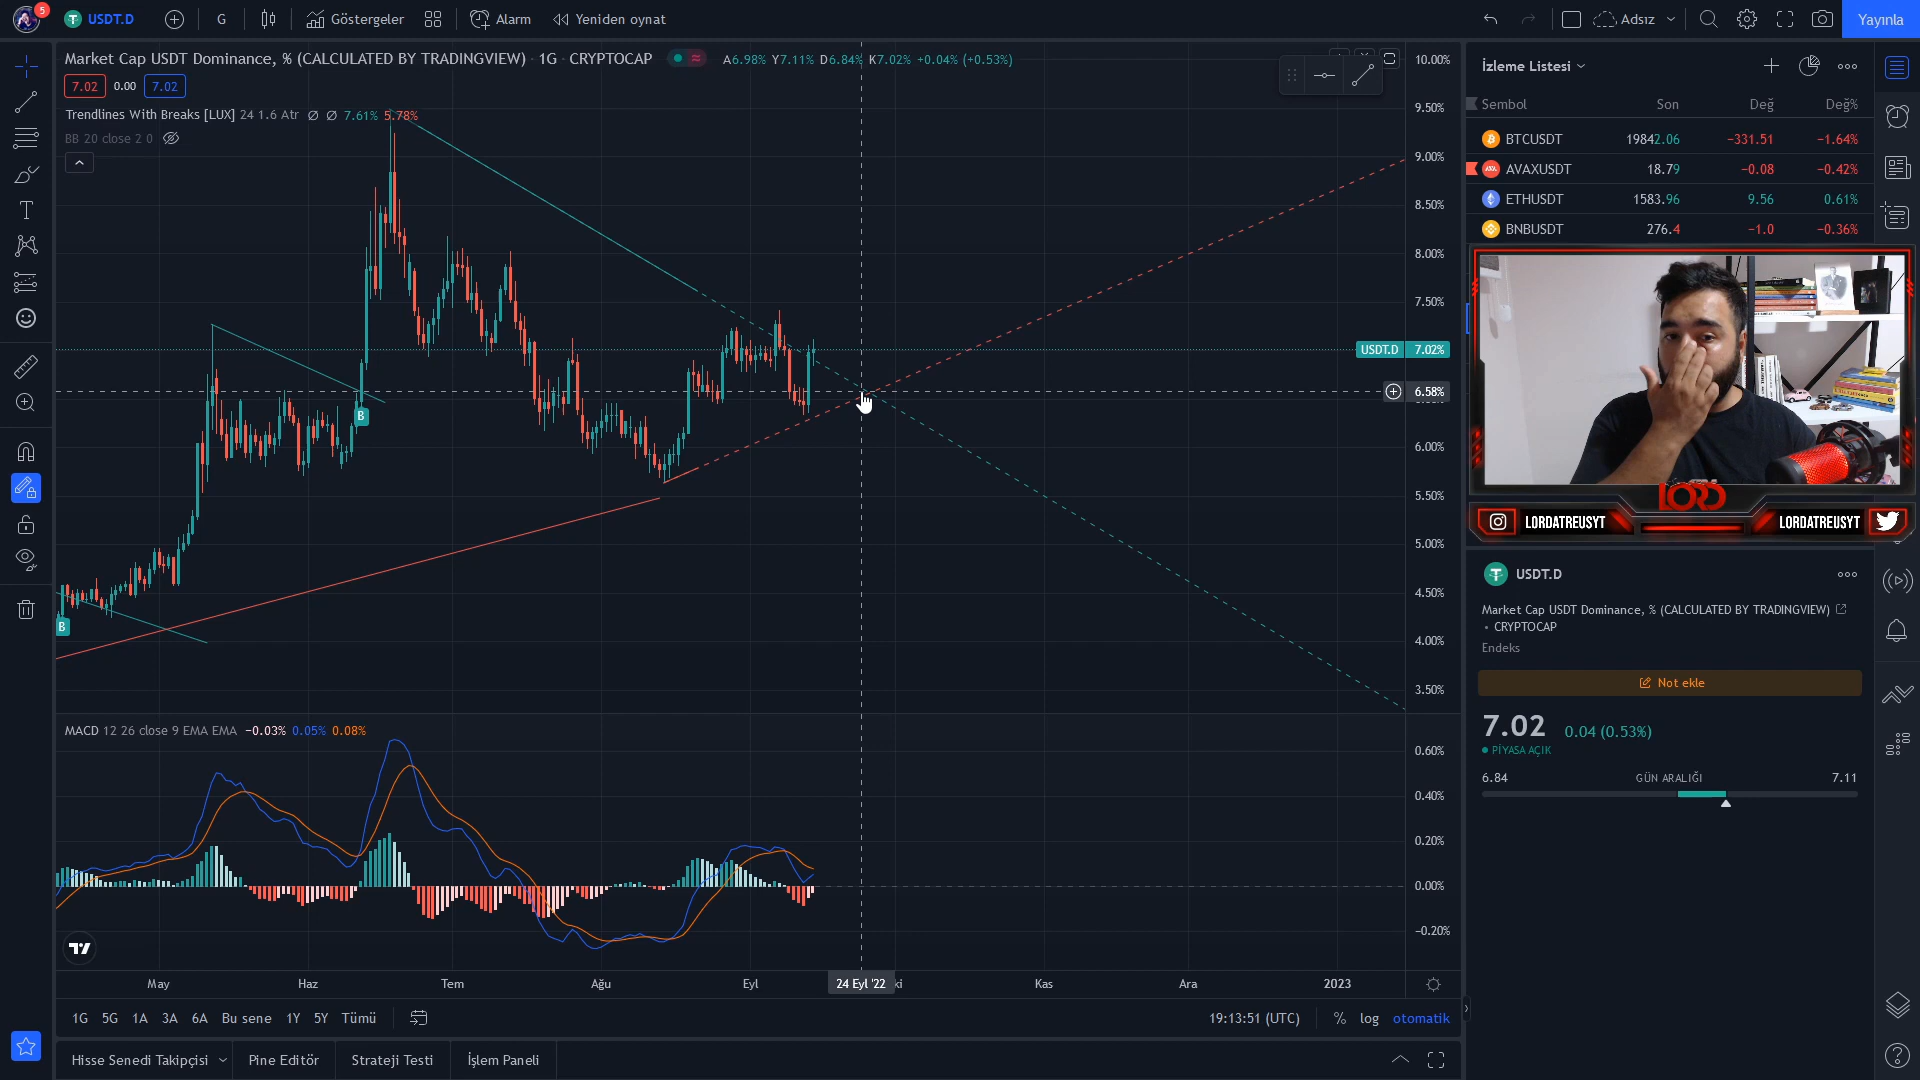 5
USDT.D
G
Göstergeler
Alarm
Yeniden oynat
Adsız
Yayınla
Market Cap USDT Dominance, % (CALCULATED BY TRADINGVIEW) · 1G · CRYPTOCAP
A6.98% Y7.11% D6.84% K7.02% +0.04% (+0.53%)
7.02 0.00 7.02
Trendlines With Breaks [LUX] 24 1.6 Atr Ø Ø 7.61% 5.78%
BB 20 close 2 0
B
B
10.00%
9.50%
9.00%
8.50%
8.00%
7.50%
USDT.D 7.02%
6.58%
6.00%
5.50%
5.00%
4.50%
4.00%
3.50%
MACD 12 26 close 9 EMA EMA −0.03% 0.05% 0.08%
0.60%
0.40%
0.20%
0.00%
−0.20%
May Haz Tem Ağu Eyl 24 Eyl '22 ki Kas Ara 2023
1G 5G 1A 3A 6A Bu sene 1Y 5Y Tümü
19:13:51 (UTC) % log otomatik
Hisse Senedi Takipçisi Pine Editör Strateji Testi İşlem Paneli
İzleme Listesi
Sembol Son Değ Değ%
BTCUSDT 19842.06 −331.51 −1.64%
AVAXUSDT 18.79 −0.08 −0.42%
ETHUSDT 1583.96 9.56 0.61%
BNBUSDT 276.4 −1.0 −0.36%
LORD
LORDATREUSYT LORDATREUSYT
USDT.D
Market Cap USDT Dominance, % (CALCULATED BY TRADINGVIEW)
• CRYPTOCAP
Endeks
Not ekle
7.02 0.04 (0.53%)
PİYASA AÇIK
6.84 GÜN ARALIĞI 7.11